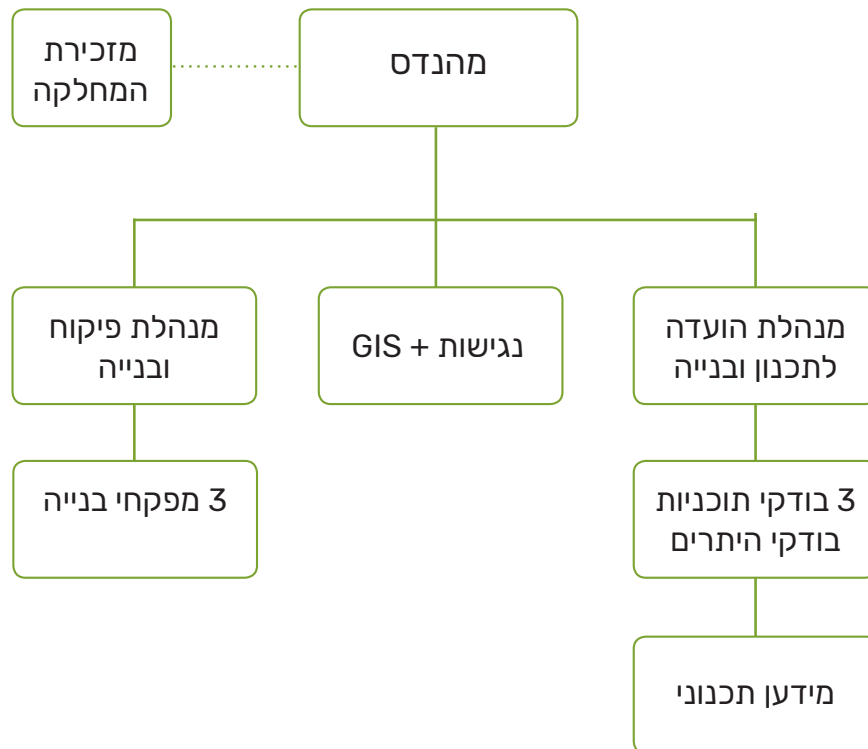 מהנדס
מזכירת
המחלקה
מנהלת הועדה
לתכנון ובנייה
נגישות + GIS
מנהלת פיקוח
ובנייה
3 בודקי תוכניות
בודקי היתרים
3 מפקחי בנייה
מידען תכנוני